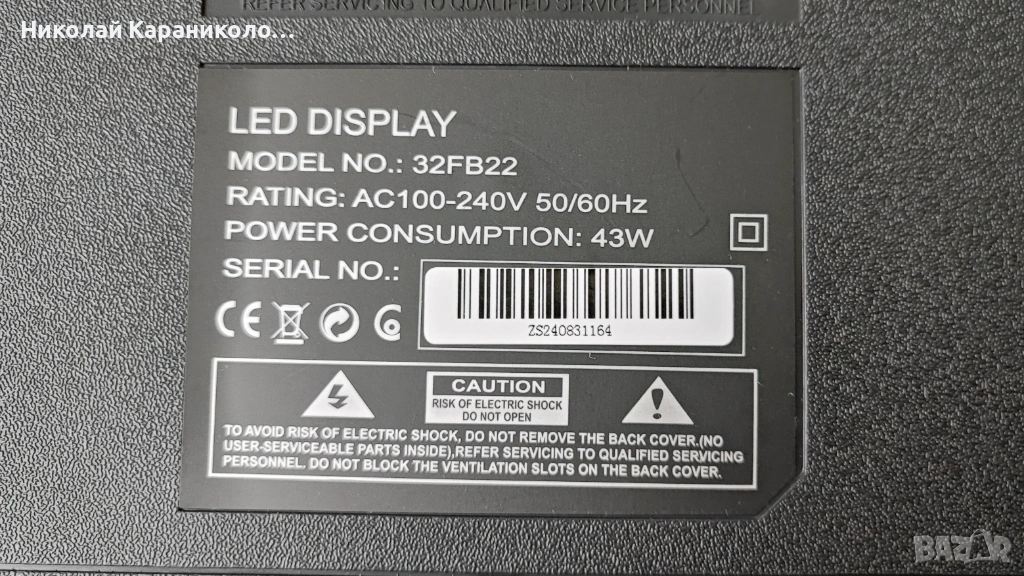 REFER SERVICING TO QUALIFIED SERVICE PERSONNEL
Николай Караниколо...
LED DISPLAY
MODEL NO.: 32FB22
RATING: AC100-240V 50/60Hz
POWER CONSUMPTION: 43W
SERIAL NO.:
ZS240831164
CE
CAUTION
RISK OF ELECTRIC SHOCK
DO NOT OPEN
TO AVOID RISK OF ELECTRIC SHOCK, DO NOT REMOVE THE BACK COVER.(NO
USER-SERVICEABLE PARTS INSIDE),REFER SERVICING TO QUALIFIED SERVICING
PERSONNEL. DO NOT BLOCK THE VENTILATION SLOTS ON THE BACK COVER.
BAZAR